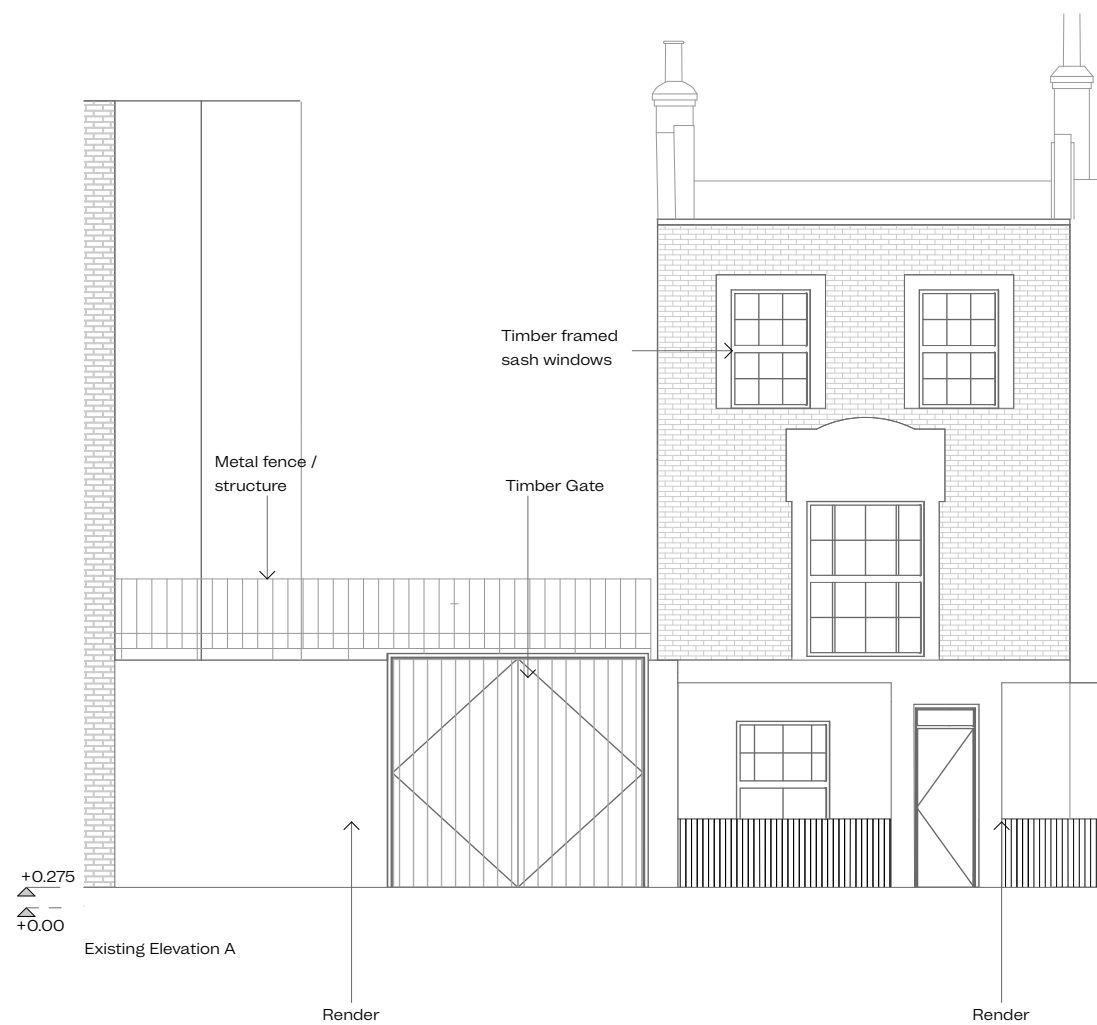 Timber framed
sash windows
Metal fence /
structure
Timber Gate
+0.275
+0.00
Existing Elevation A
Render
Render